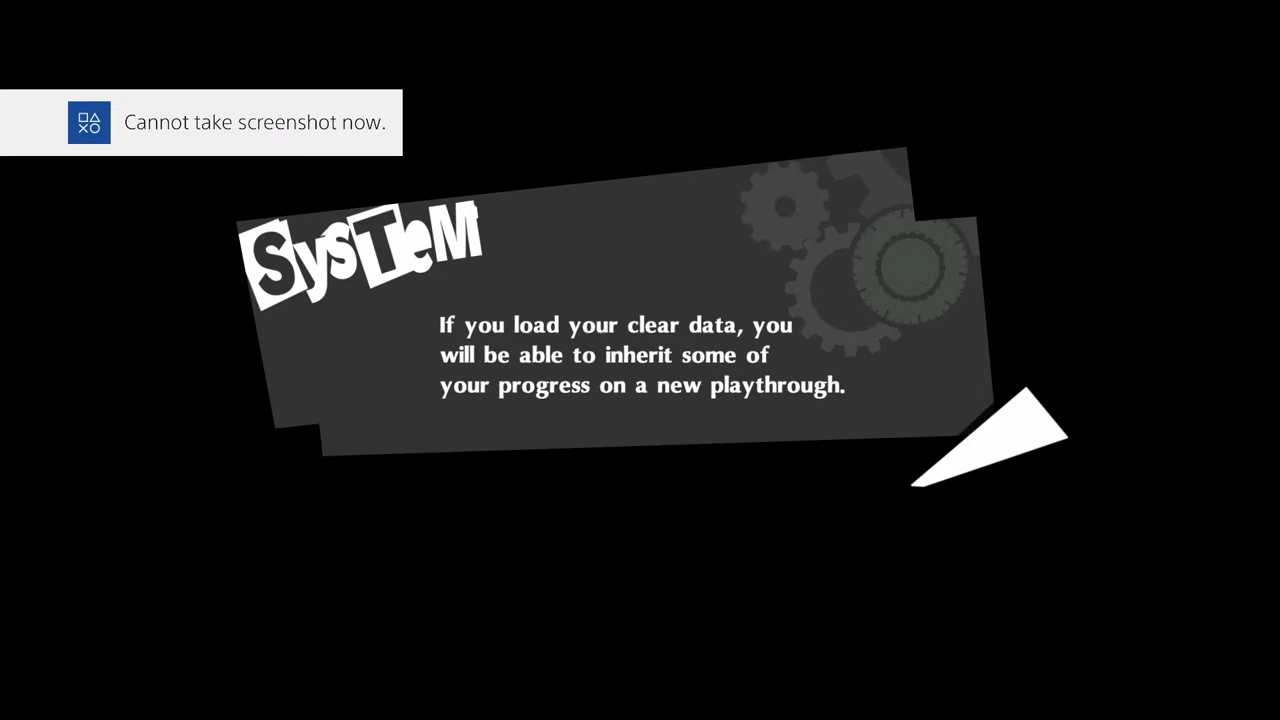 Cannot take screenshot now.
SysTeM
If you load your clear data, you
will be able to inherit some of
your progress on a new playthrough.